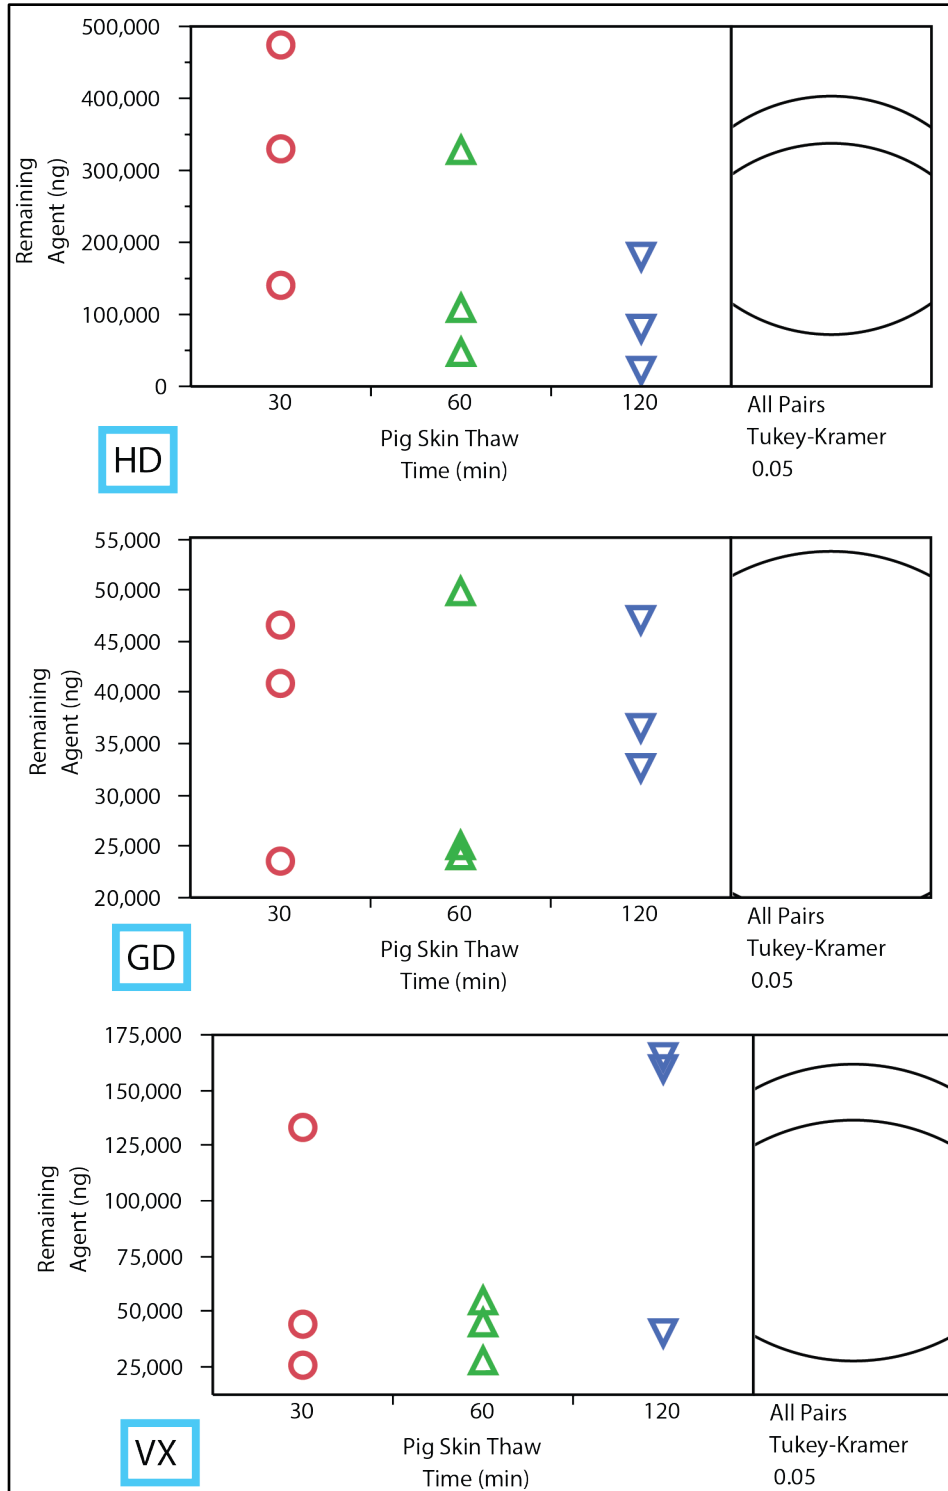 500,000
400,000
300,000
200,000
100,000
0
Remaining
Agent (ng)
30 60 120
Pig Skin Thaw
Time (min)
All Pairs
Tukey-Kramer
0.05
HD
55,000
50,000
45,000
40,000
35,000
30,000
25,000
20,000
Remaining
Agent (ng)
30 60 120
Pig Skin Thaw
Time (min)
All Pairs
Tukey-Kramer
0.05
GD
175,000
150,000
125,000
100,000
75,000
50,000
25,000
Remaining
Agent (ng)
30 60 120
Pig Skin Thaw
Time (min)
All Pairs
Tukey-Kramer
0.05
VX